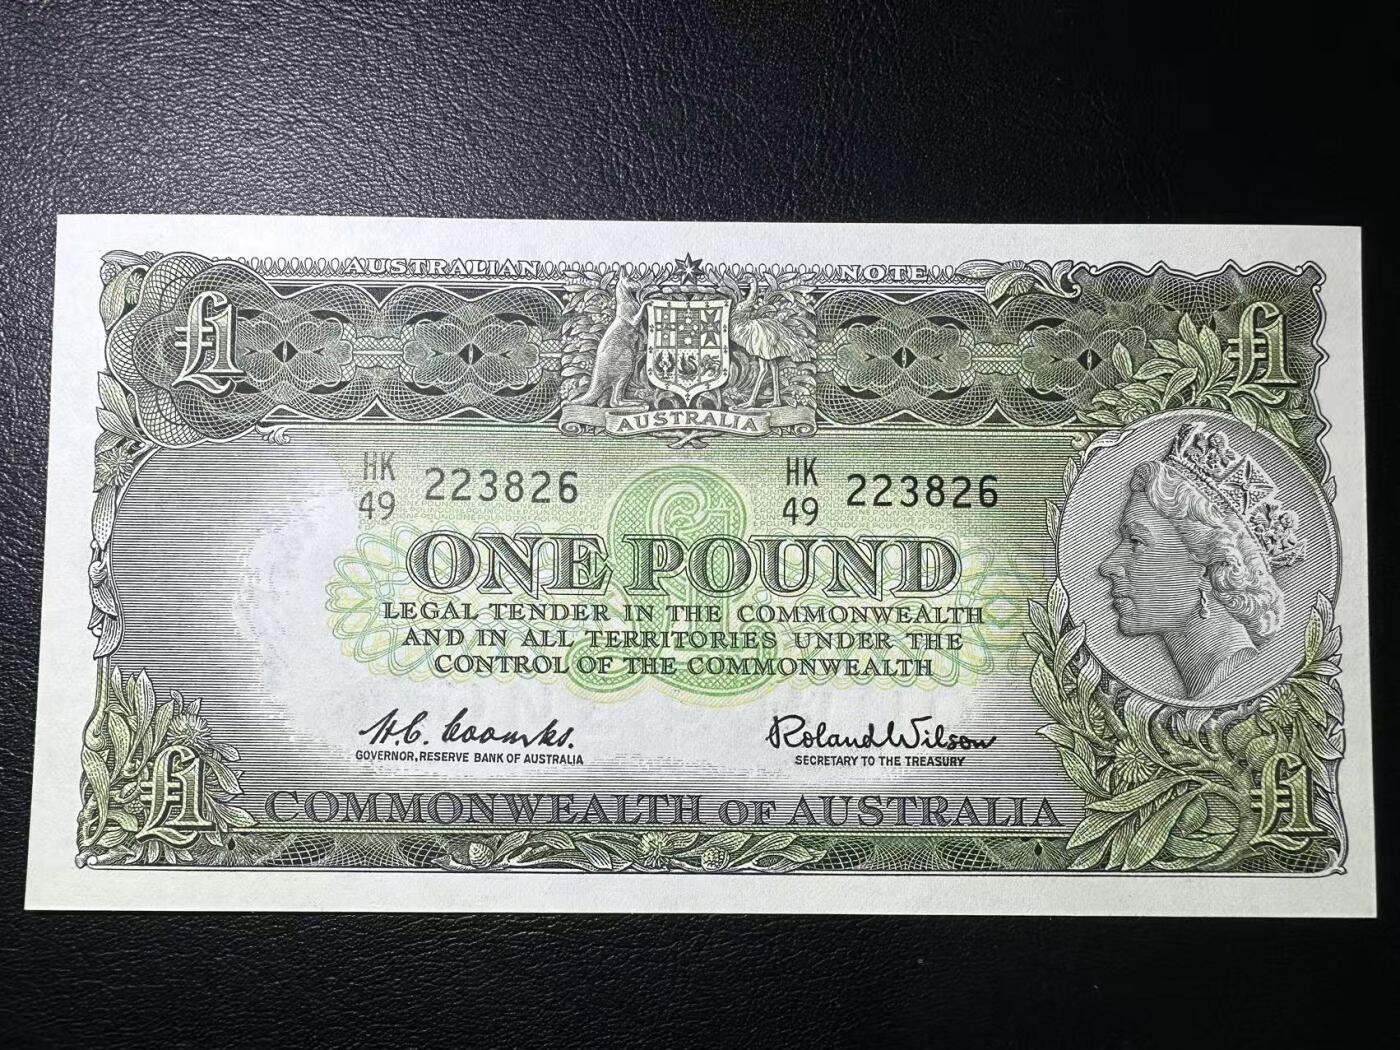 AUSTRALIAN NOTE
£1 £1
AUSTRALIA
HK 49 223826 HK 49 223826
ONE POUND
LEGAL TENDER IN THE COMMONWEALTH
AND IN ALL TERRITORIES UNDER THE
CONTROL OF THE COMMONWEALTH
H.C. Coombs. Roland Wilson
GOVERNOR, RESERVE BANK OF AUSTRALIA SECRETARY TO THE TREASURY
£1 £1
COMMONWEALTH OF AUSTRALIA